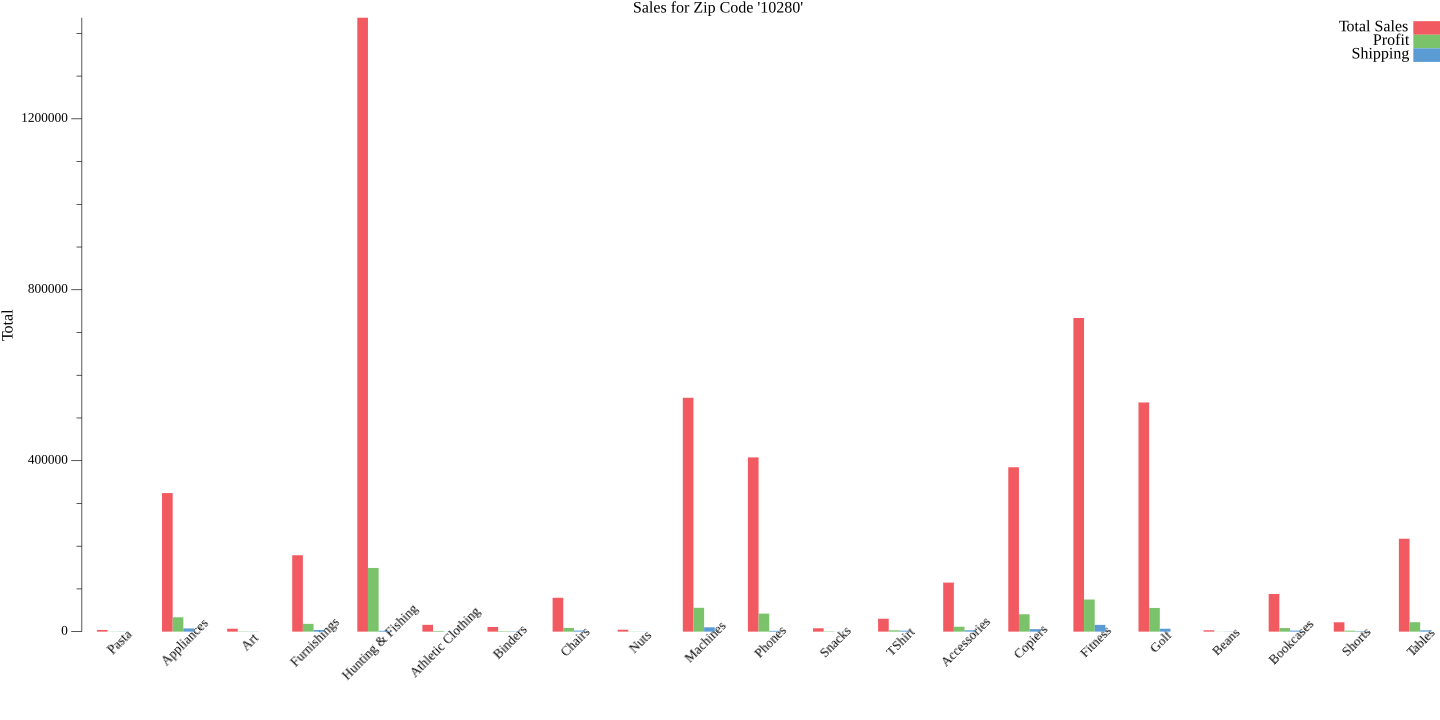 Sales for Zip Code '10280'
Total Sales
Profit
Shipping
1200000
800000
400000
0
Total
Pasta
Appliances
Art
Furnishings
Hunting & Fishing
Athletic Clothing
Binders
Chairs
Nuts
Machines
Phones
Snacks
TShirt
Accessories
Copiers
Fitness
Golf
Beans
Bookcases
Shorts
Tables